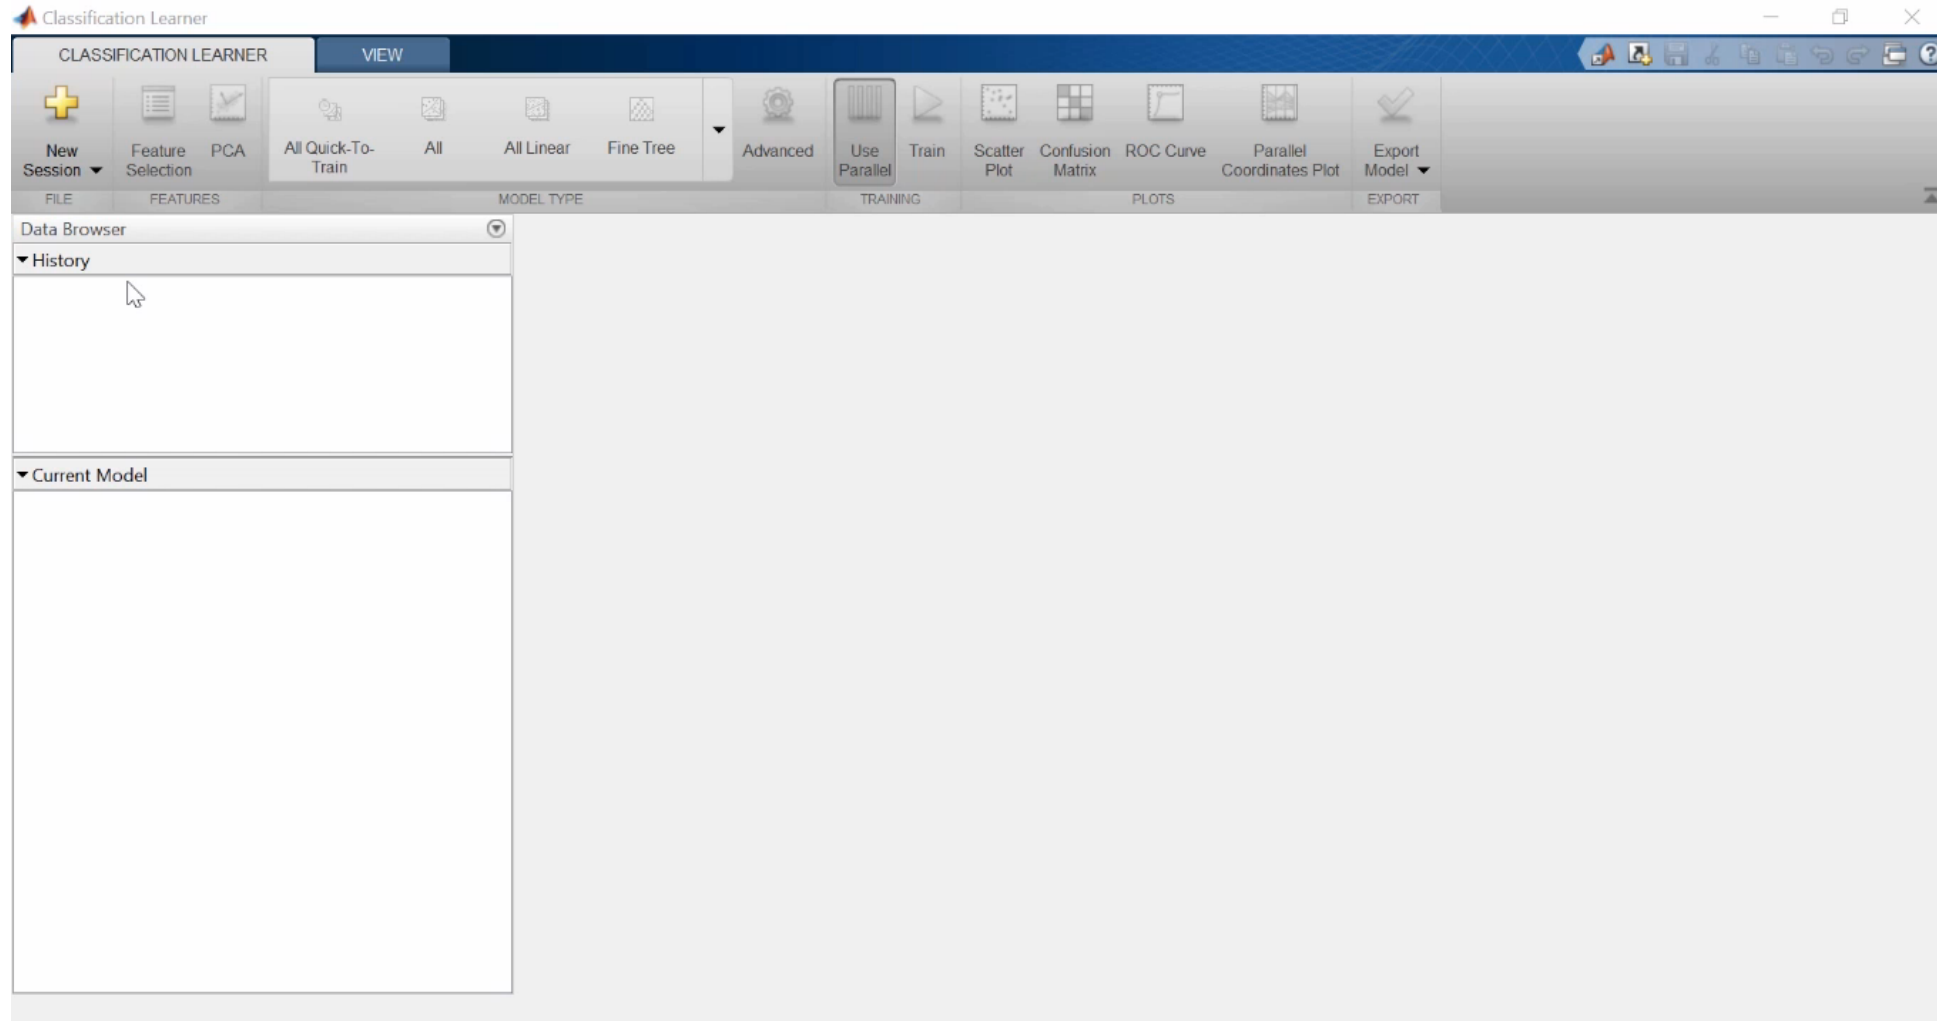 Classification Learner
CLASSIFICATION LEARNER
VIEW
New
Session
Feature
Selection
PCA
All Quick-To-
Train
All
All Linear
Fine Tree
Advanced
Use
Parallel
Train
Scatter
Plot
Confusion
Matrix
ROC Curve
Parallel
Coordinates Plot
Export
Model
FILE
FEATURES
MODEL TYPE
TRAINING
PLOTS
EXPORT
Data Browser
History
Current Model